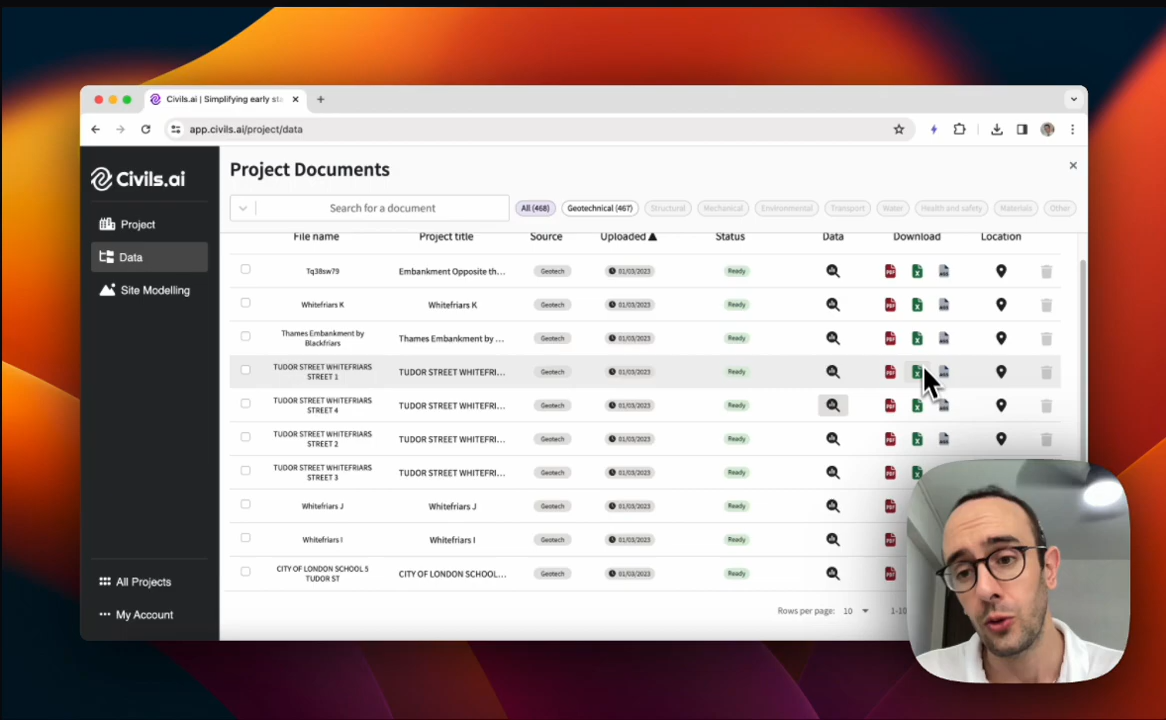 Civils.ai | Simplifying early sta
app.civils.ai/project/data
Civils.ai
Project
Data
Site Modelling
All Projects
My Account
Project Documents
Search for a document
All (468)
Geotechnical (467)
Structural
Mechanical
Environmental
Transport
Water
Health and safety
Materials
Other
File name Project title Source Uploaded Status Data Download Location
Tq38sw79 Embankment Opposite th... Geotech 01/03/2023 Ready
Whitefriars K Whitefriars K Geotech 01/03/2023 Ready
Thames Embankment by
Blackfriars Thames Embankment by ... Geotech 01/03/2023 Ready
TUDOR STREET WHITEFRIARS
STREET 1 TUDOR STREET WHITEFRI... Geotech 01/03/2023 Ready
TUDOR STREET WHITEFRIARS
STREET 4 TUDOR STREET WHITEFRI... Geotech 01/03/2023 Ready
TUDOR STREET WHITEFRIARS
STREET 2 TUDOR STREET WHITEFRI... Geotech 01/03/2023 Ready
TUDOR STREET WHITEFRIARS
STREET 3 TUDOR STREET WHITEFRI... Geotech 01/03/2023 Ready
Whitefriars J Whitefriars J Geotech 01/03/2023 Ready
Whitefriars I Whitefriars I Geotech 01/03/2023 Ready
CITY OF LONDON SCHOOL 5
TUDOR ST CITY OF LONDON SCHOOL... Geotech 01/03/2023 Ready
Rows per page: 10 1-10